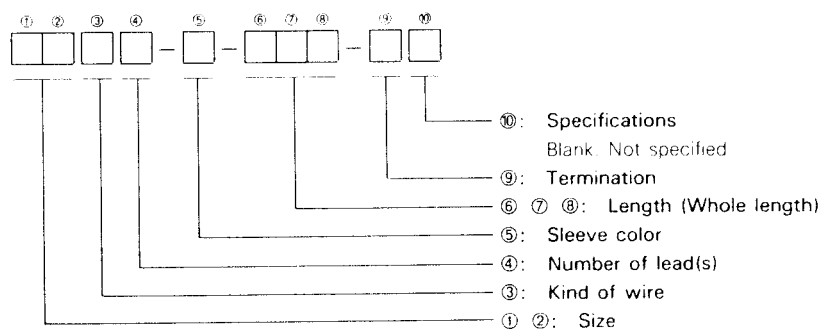 ① ② ③ ④ ⑤ ⑥ ⑦ ⑧ ⑨ ⑩
⑩: Specifications
Blank. Not specified
⑨: Termination
⑥ ⑦ ⑧: Length (Whole length)
⑤: Sleeve color
④: Number of lead(s)
③: Kind of wire
① ②: Size